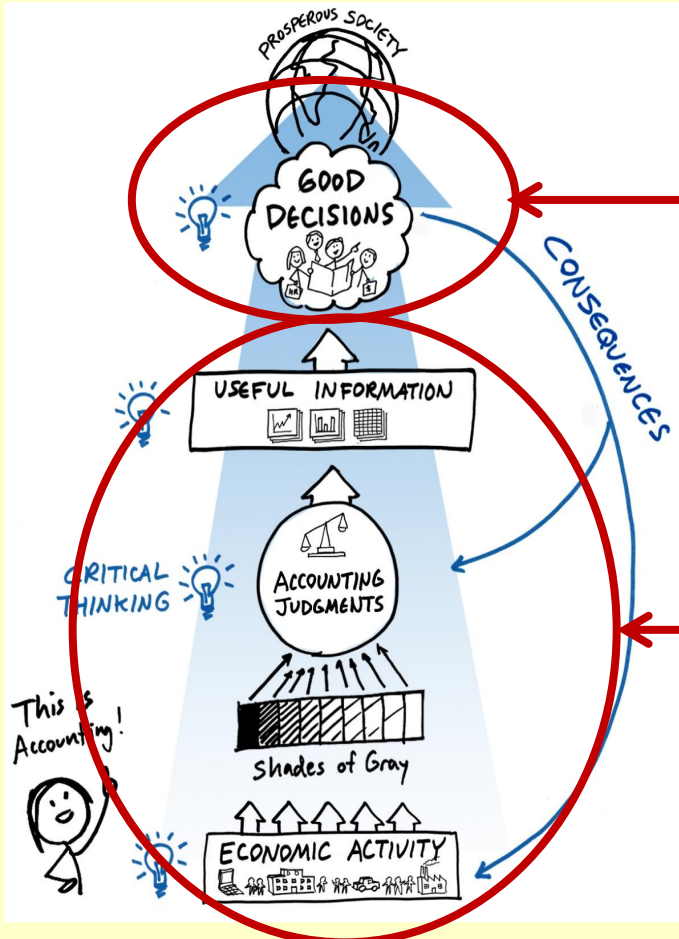 PROSPEROUS SOCIETY
GOOD
DECISIONS
HR
$
CONSEQUENCES
USEFUL INFORMATION
CRITICAL
THINKING
ACCOUNTING
JUDGMENTS
This is
Accounting!
Shades of Gray
ECONOMIC ACTIVITY